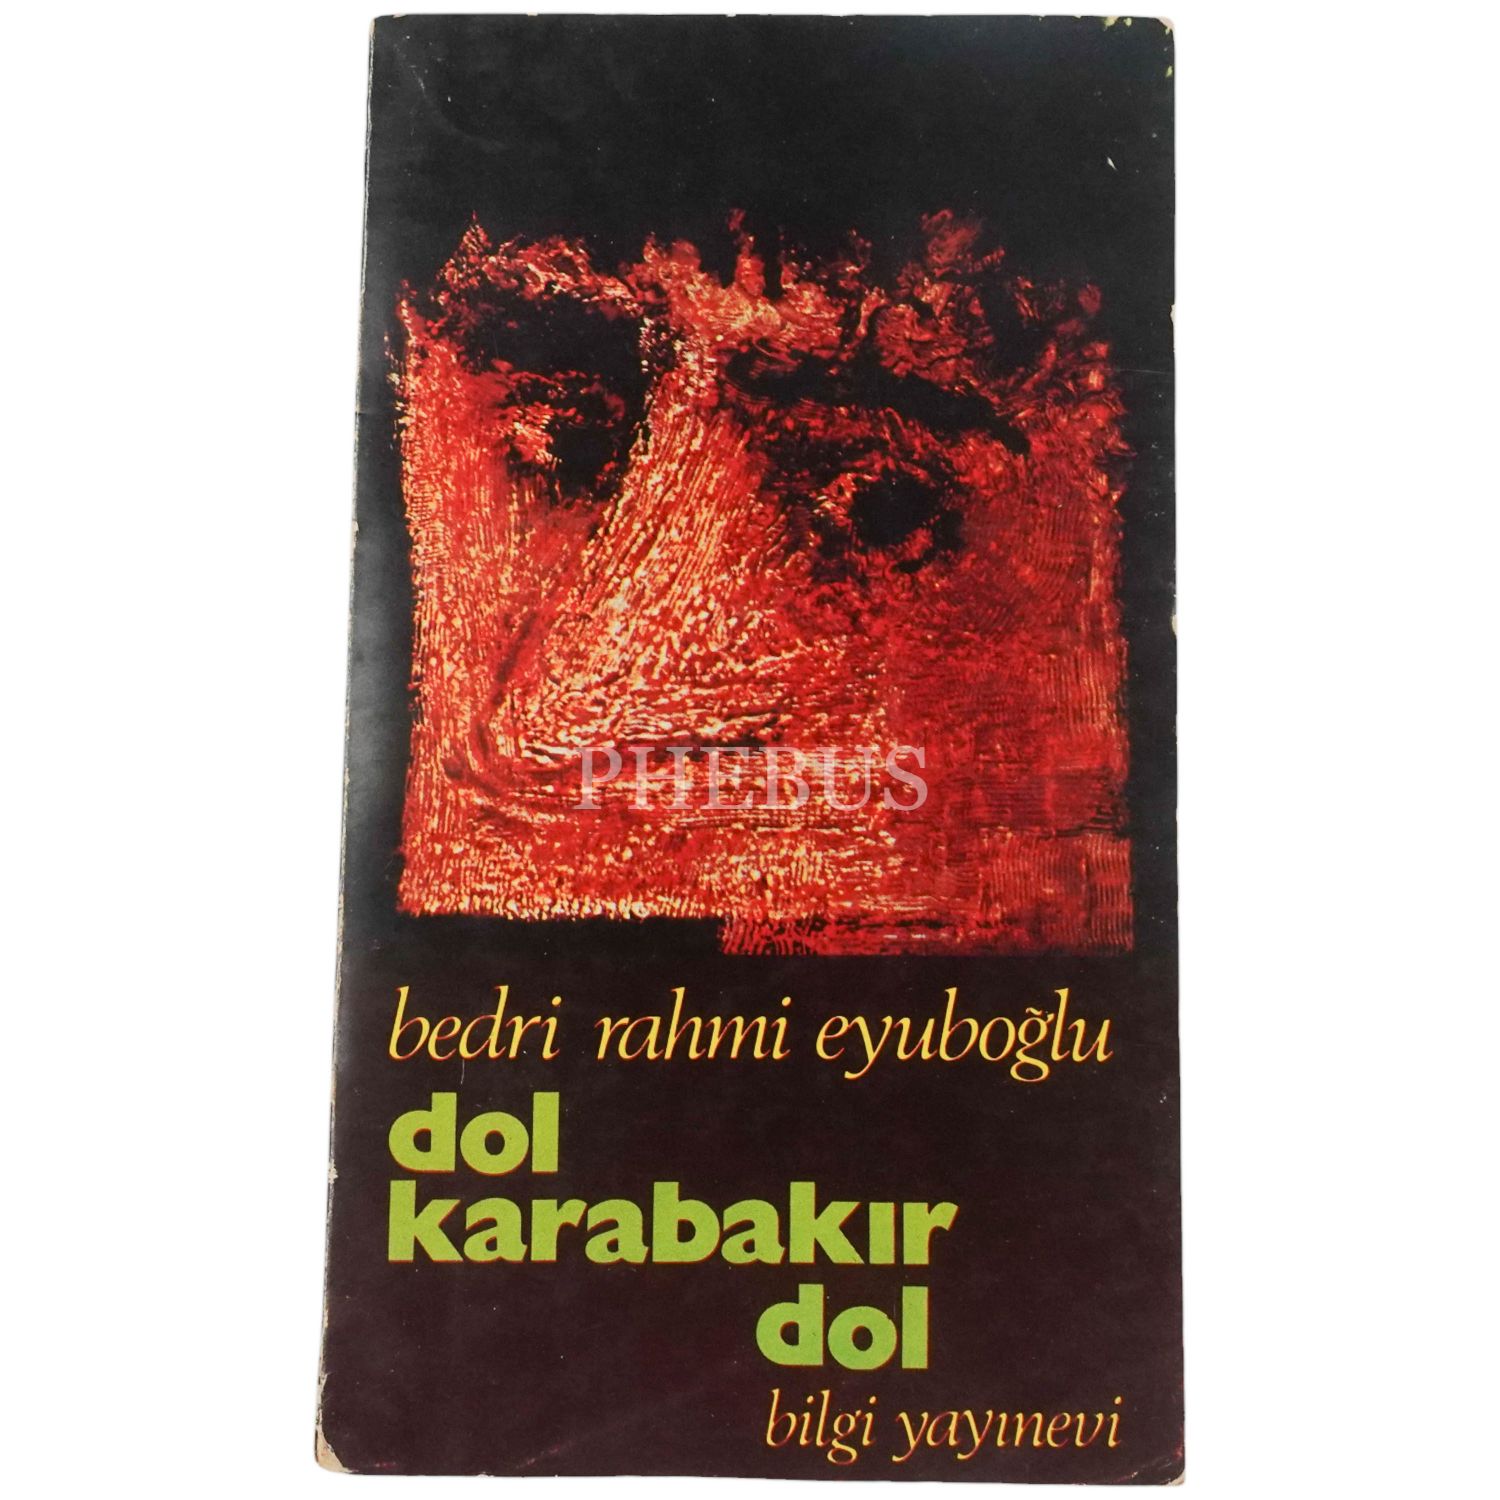 PHEBUS
bedri rahmi eyuboğlu
dol
karabakır
dol
bilgi yayınevi